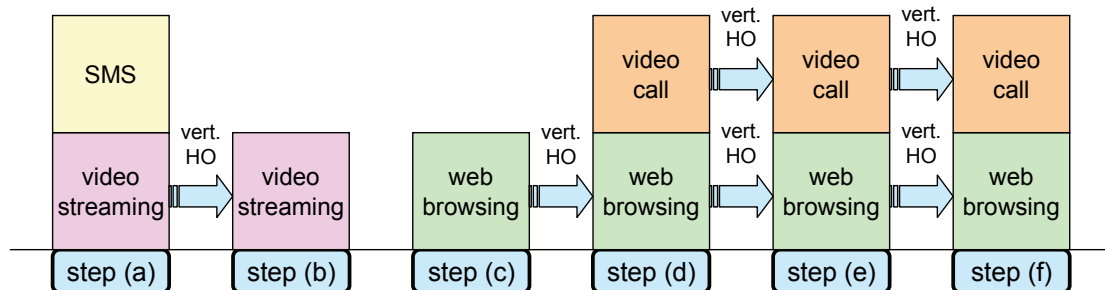 SMS
video
streaming
vert.
HO
video
streaming
web
browsing
vert.
HO
video
call
web
browsing
vert.
HO
vert.
HO
video
call
web
browsing
vert.
HO
vert.
HO
video
call
web
browsing
step (a)
step (b)
step (c)
step (d)
step (e)
step (f)